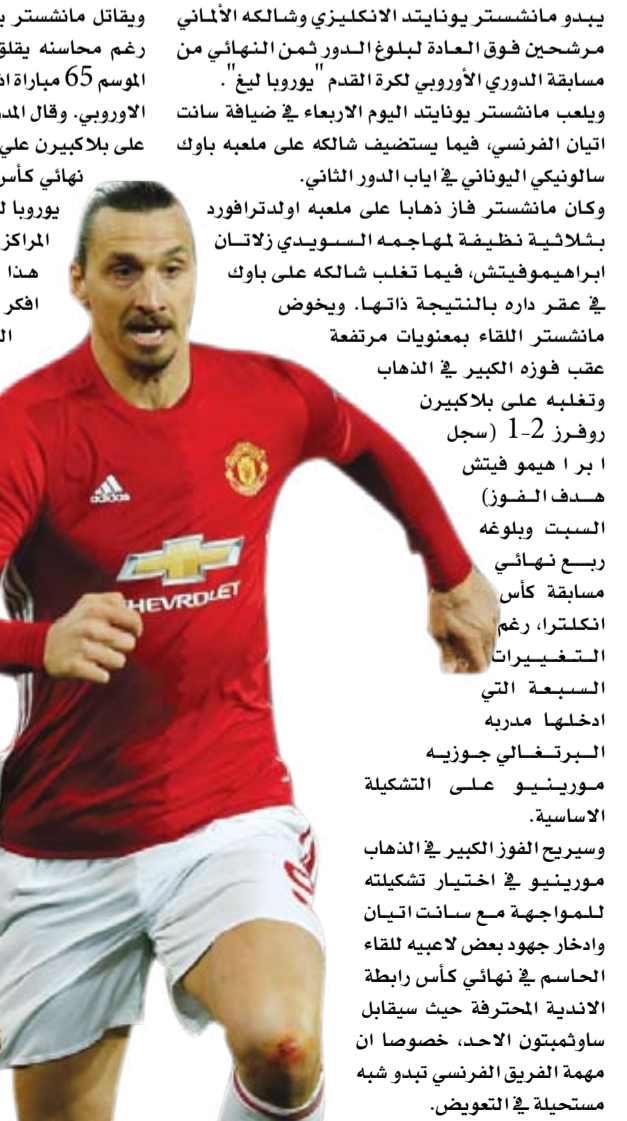 يبدو مانشستر يونايتد الانكليزي وشالكه الألماني
مرشحين فوق العادة لبلوغ الدور ثمن النهائي من
مسابقة الدوري الأوروبي لكرة القدم "يوروبا ليغ".
ويلعب مانشستر يونايتد اليوم الاربعاء في ضيافة سانت
اتيان الفرنسي، فيما يستضيف شالكه على ملعبه باوك
سالونيكي اليوناني في اياب الدور الثاني.
وكان مانشستر فاز ذهابا على ملعبه اولدترافورد
بثلاثية نظيفة لمهاجمه السويدي زلاتان
ابراهيموفيتش، فيما تغلب شالكه على باوك
في عقر داره بالنتيجة ذاتها. ويخوض
مانشستر اللقاء بمعنويات مرتفعة
عقب فوزه الكبير في الذهاب
وتغلبه على بلاكبيرن
روفرز 2-1 (سجل
ا بر ا هيمو فيتش
هدف الفوز)
السبت وبلوغه
ربع نهائي
مسابقة كأس
انكلترا، رغم
التغييرات
السبعة التي
ادخلها مدربه
البرتغالي جوزيه
مورينيو على التشكيلة
الاساسية.
وسيريح الفوز الكبير في الذهاب
مورينيو في اختيار تشكيلته
للمواجهة مع سانت اتيان
وادخار جهود بعض لاعبيه للقاء
الحاسم في نهائي كأس رابطة
الاندية المحترفة حيث سيقابل
ساوثمبتون الاحد، خصوصا ان
مهمة الفريق الفرنسي تبدو شبه
مستحيلة في التعويض.
ويقاتل مانشستر
رغم محاسنه يقلق
الموسم 65 مباراة
الاوروبي. وقال
على بلاكبيرن
نهائي كأس
يوروبا
المراكز
هذا
افكر
adidas
CHEVROLET